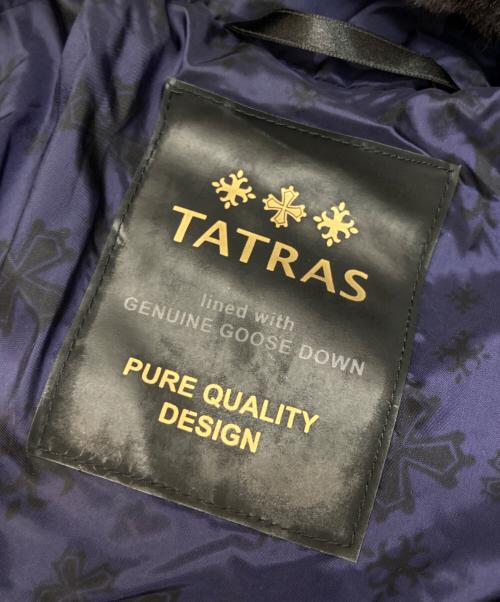 TATRAS
lined with
GENUINE GOOSE DOWN
PURE QUALITY
DESIGN